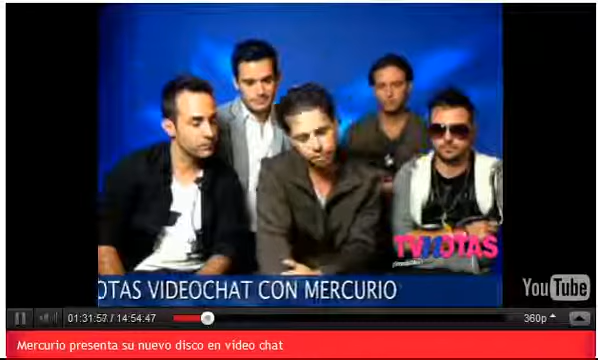 TVNOTAS
OTAS VIDEOCHAT CON MERCURIO
YouTube
01:31:57 / 14:54:47
360p
Mercurio presenta su nuevo disco en video chat